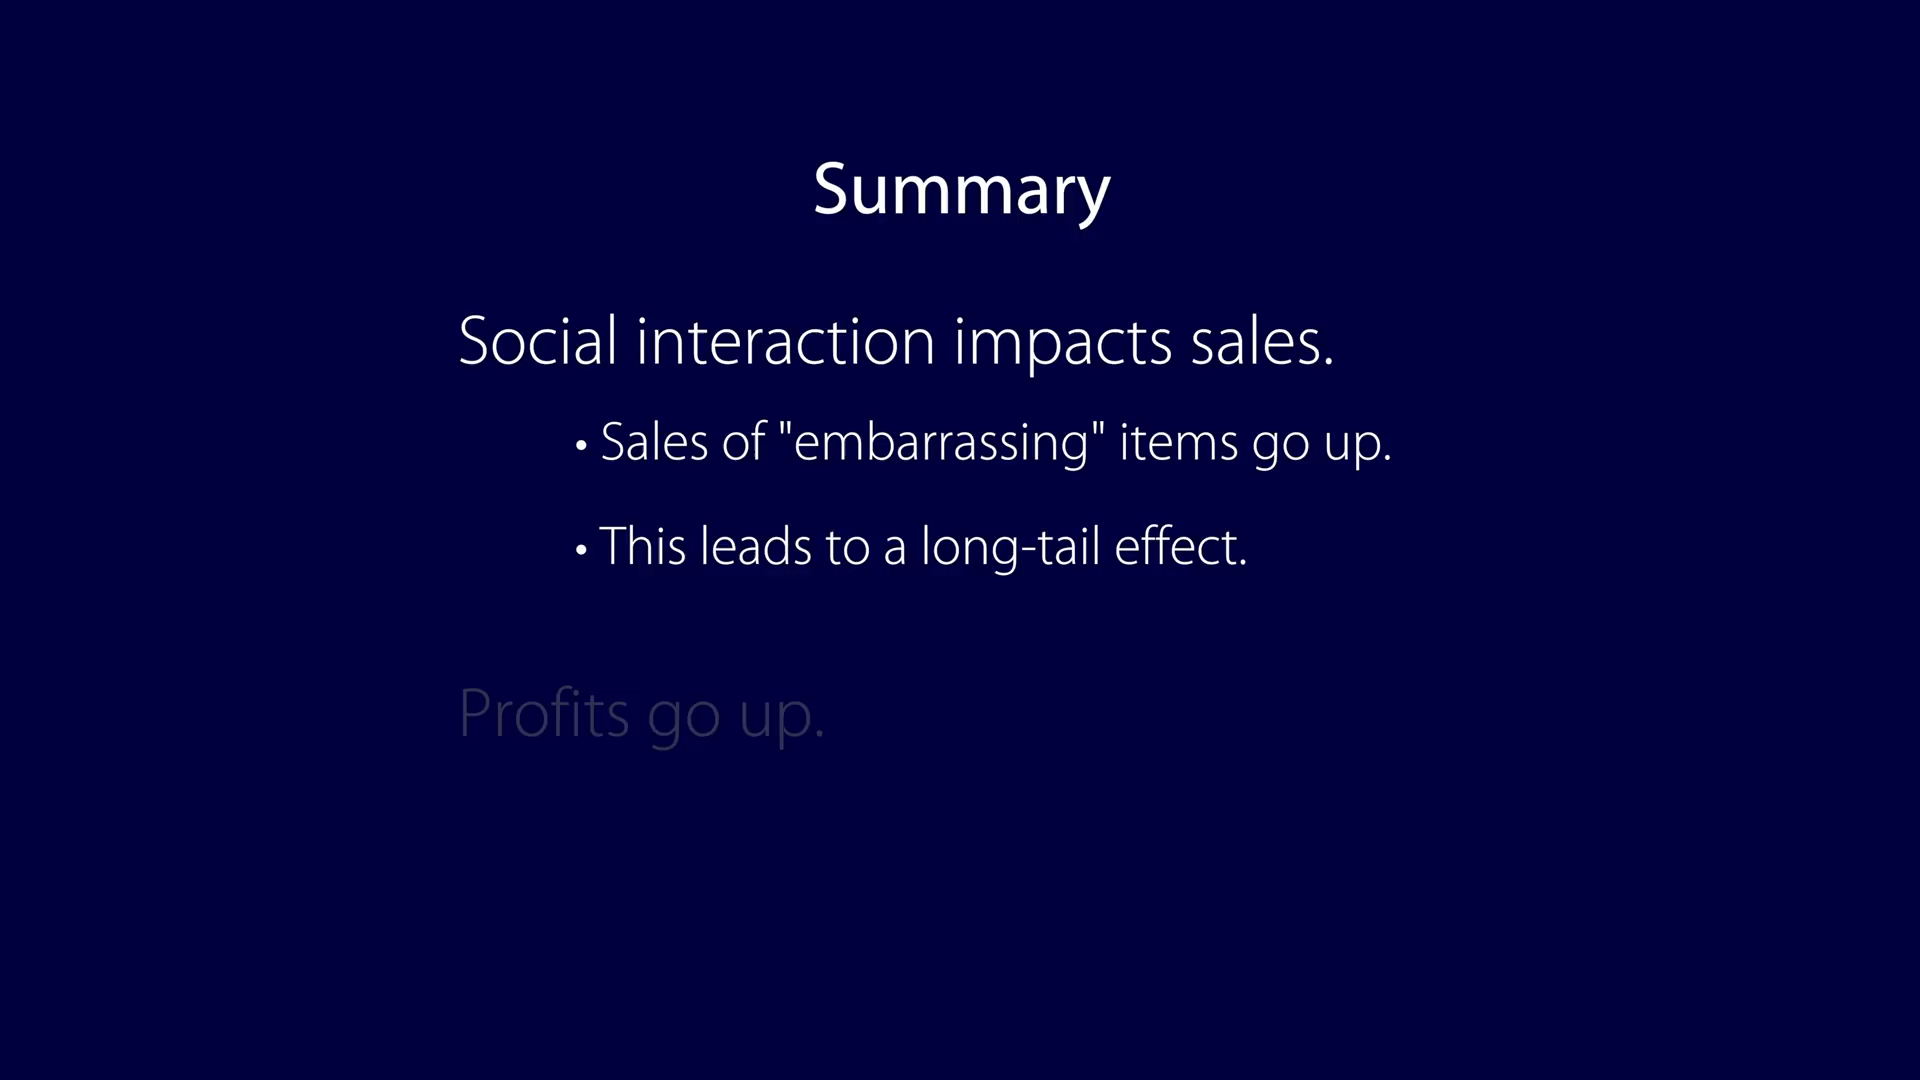 Summary
Social interaction impacts sales.
• Sales of "embarrassing" items go up.
• This leads to a long-tail effect.
Profits go up.